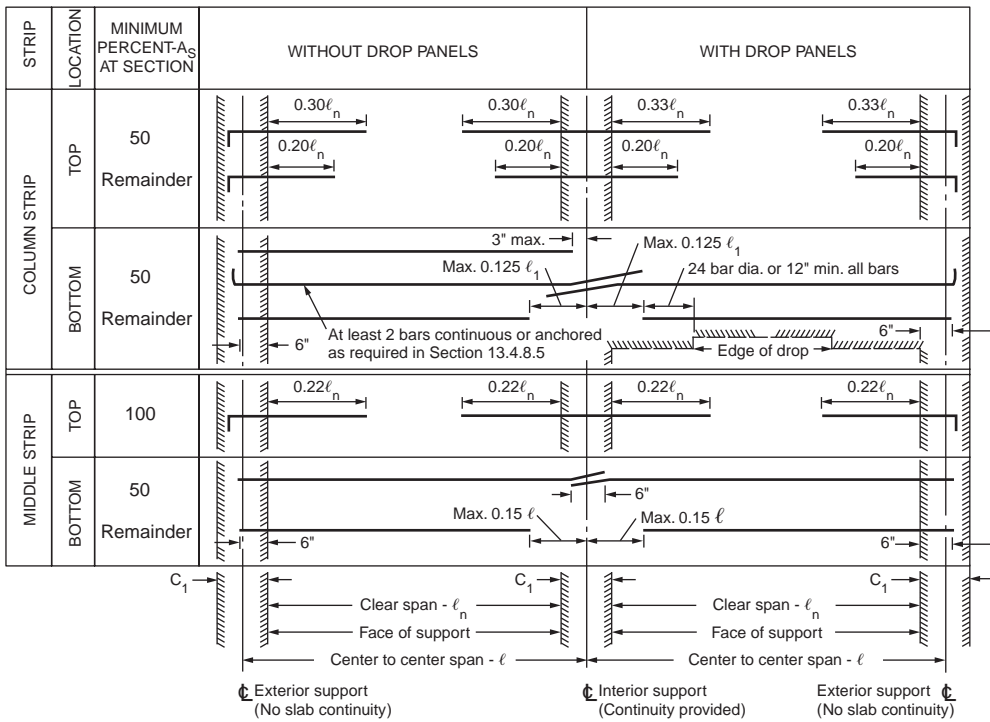 STRIP
LOCATION
MINIMUM
PERCENT-AS
AT SECTION
WITHOUT DROP PANELS
WITH DROP PANELS
COLUMN STRIP
TOP
50
Remainder
0.30ℓn
0.30ℓn
0.33ℓn
0.33ℓn
0.20ℓn
0.20ℓn
0.20ℓn
0.20ℓn
BOTTOM
50
Remainder
3" max.
Max. 0.125 ℓ1
Max. 0.125 ℓ1
24 bar dia. or 12" min. all bars
At least 2 bars continuous or anchored
as required in Section 13.4.8.5
6"
Edge of drop
6"
MIDDLE STRIP
TOP
100
0.22ℓn
0.22ℓn
0.22ℓn
0.22ℓn
BOTTOM
50
Remainder
6"
Max. 0.15 ℓ
Max. 0.15 ℓ
6"
6"
C1
C1
C1
Clear span - ℓn
Clear span - ℓn
Face of support
Face of support
Center to center span - ℓ
Center to center span - ℓ
℄ Exterior support
(No slab continuity)
℄ Interior support
(Continuity provided)
Exterior support ℄
(No slab continuity)